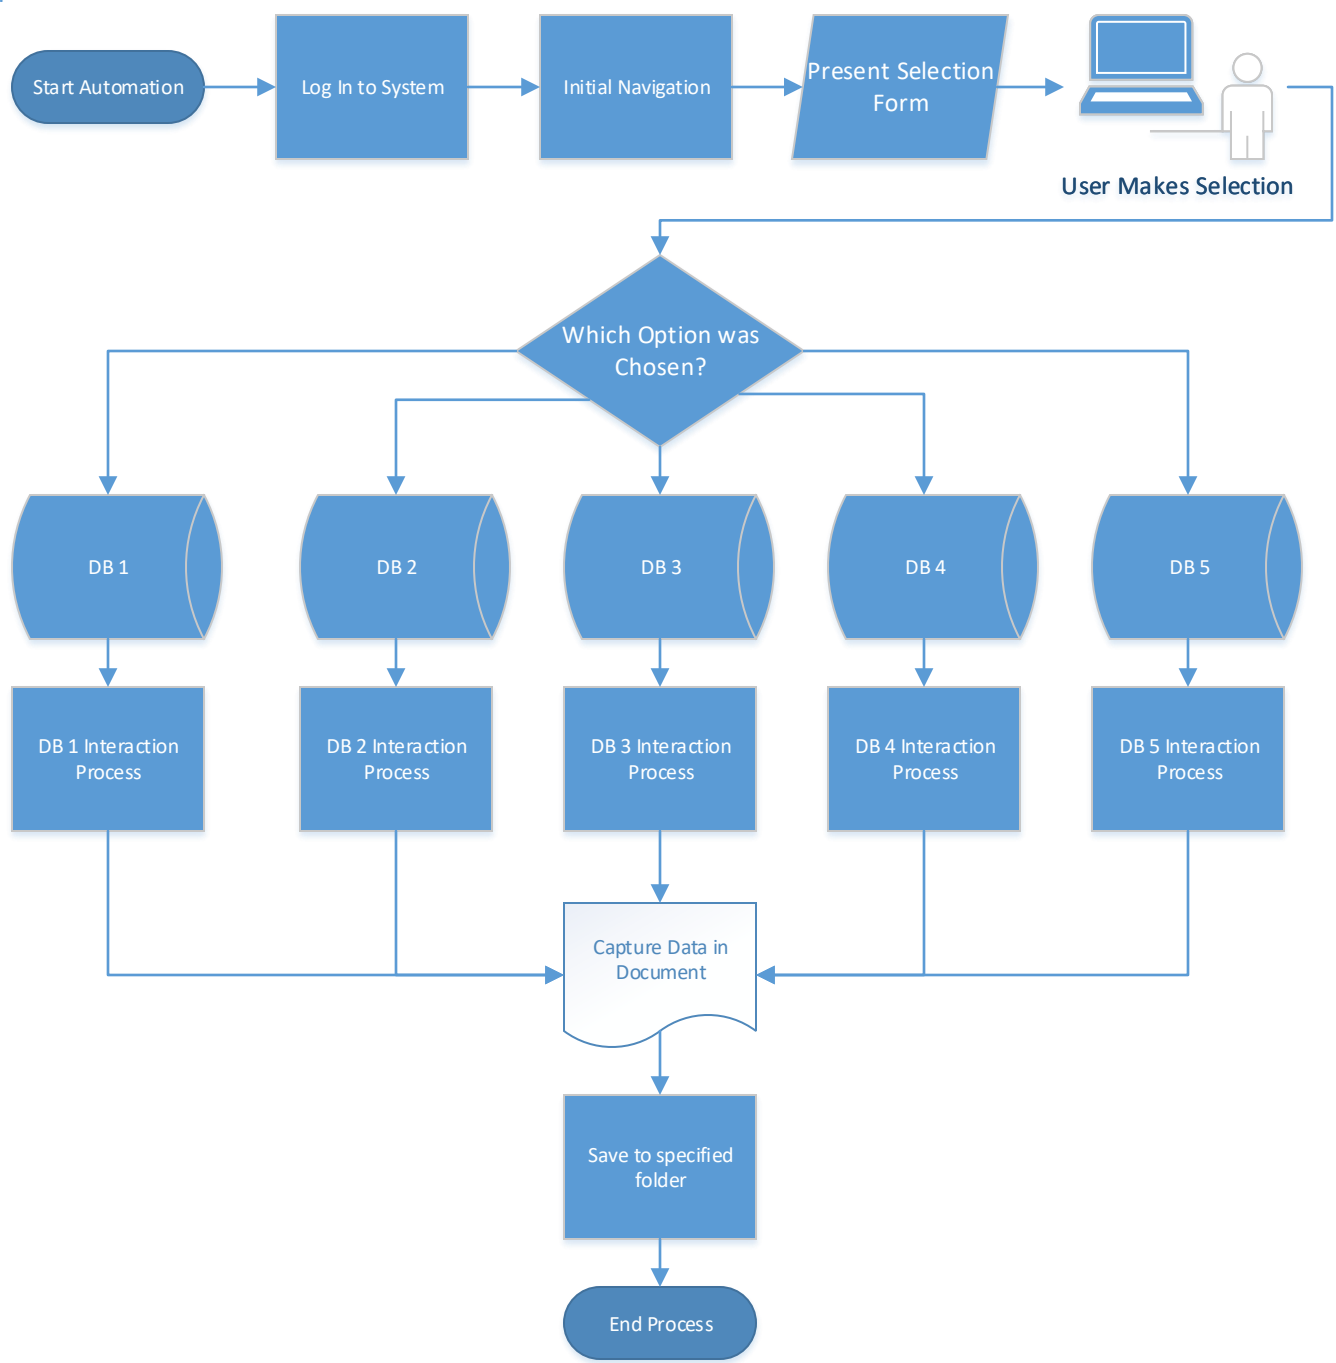 Start Automation
Log In to System
Initial Navigation
Present Selection
Form
User Makes Selection
Which Option was
Chosen?
DB 1
DB 2
DB 3
DB 4
DB 5
DB 1 Interaction
Process
DB 2 Interaction
Process
DB 3 Interaction
Process
DB 4 Interaction
Process
DB 5 Interaction
Process
Capture Data in
Document
Save to specified
folder
End Process